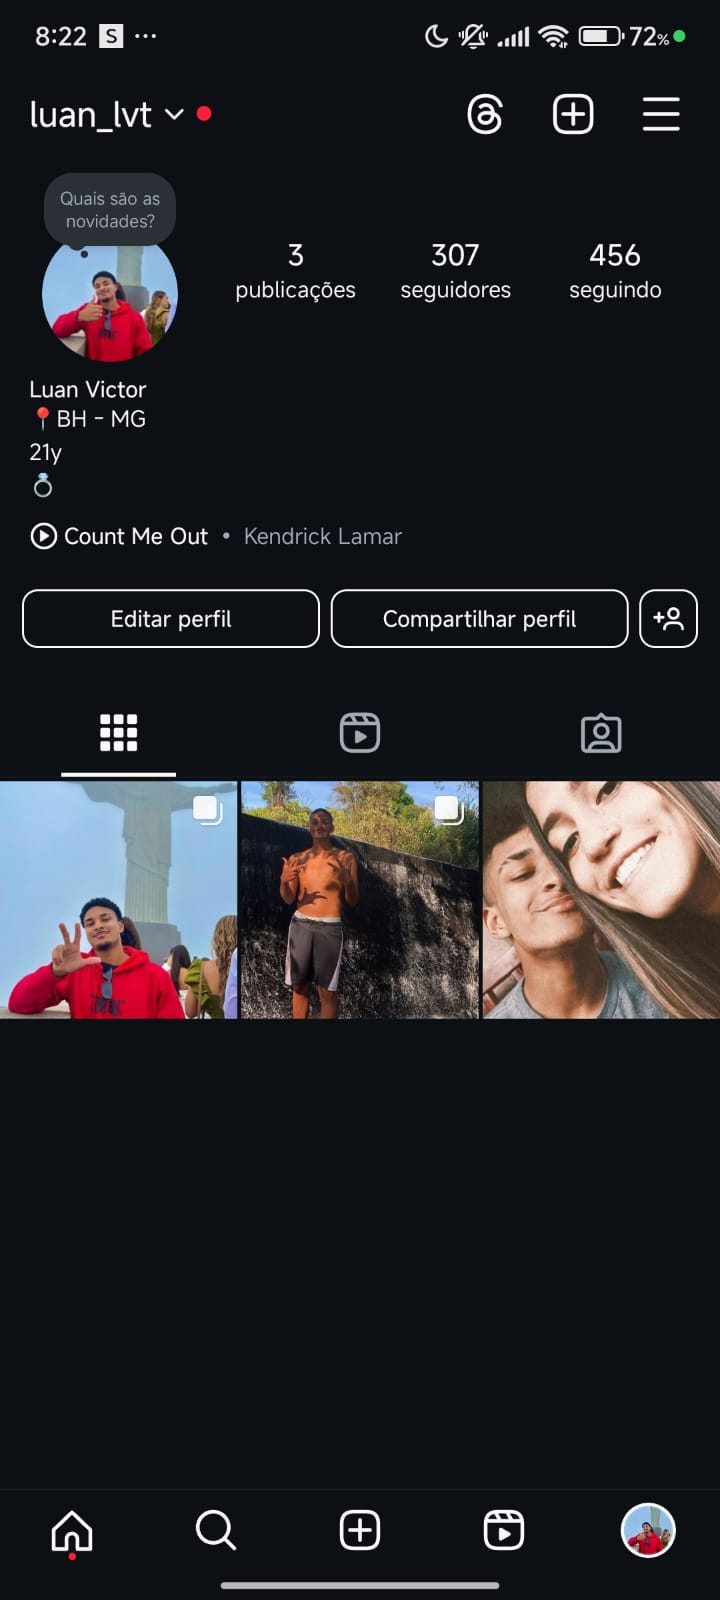 8:22 S ...
72%
luan_lvt
Quais são as
novidades?
3 307 456
publicações seguidores seguindo
Luan Victor
📍BH - MG
21y
💍
Count Me Out • Kendrick Lamar
Editar perfil Compartilhar perfil